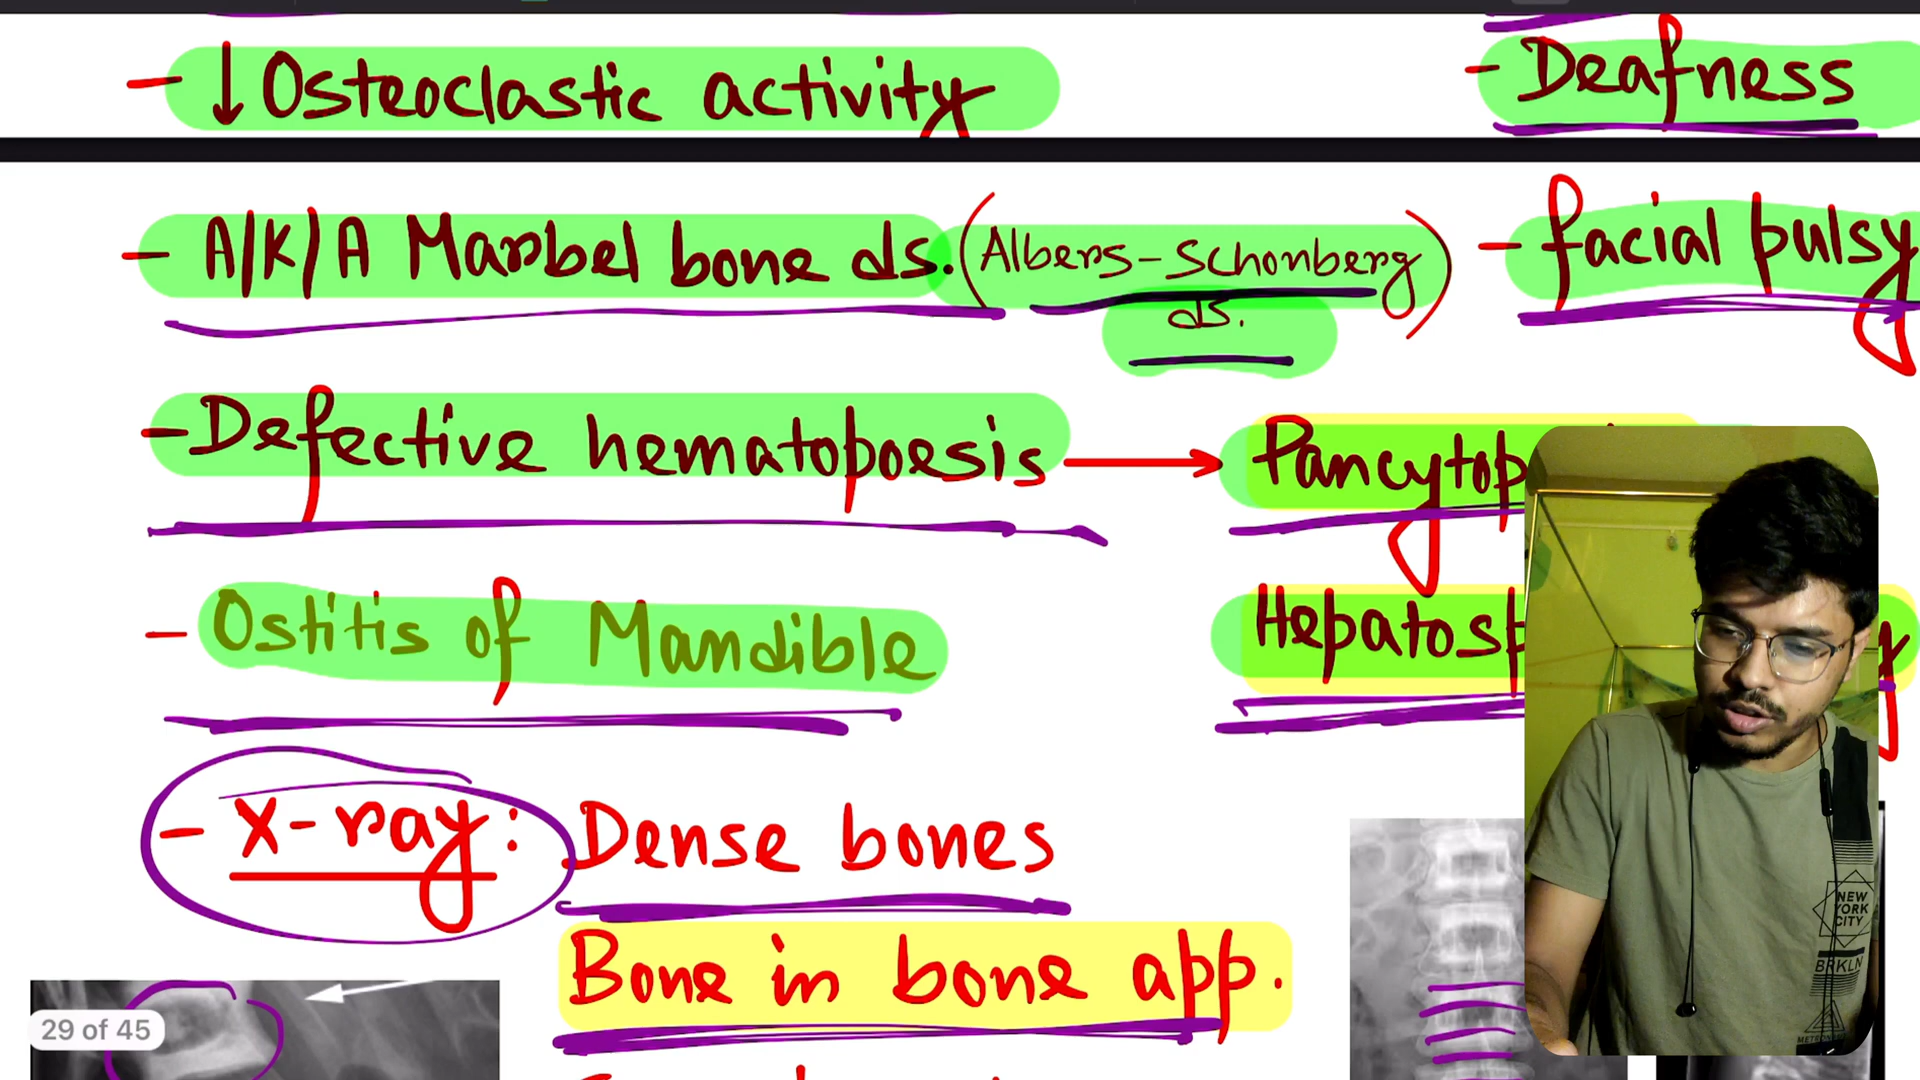 - ↓ Osteoclastic activity
- Deafness
- A/K/A Marbel bone ds. (Albers-Schonberg ds.)
- facial pulsy
- Defective hematopoesis →
- Ostitis of Mandible
- X-ray: Dense bones
Bone in bone app.
29 of 45
NEW
YORK
CITY
BRKLN